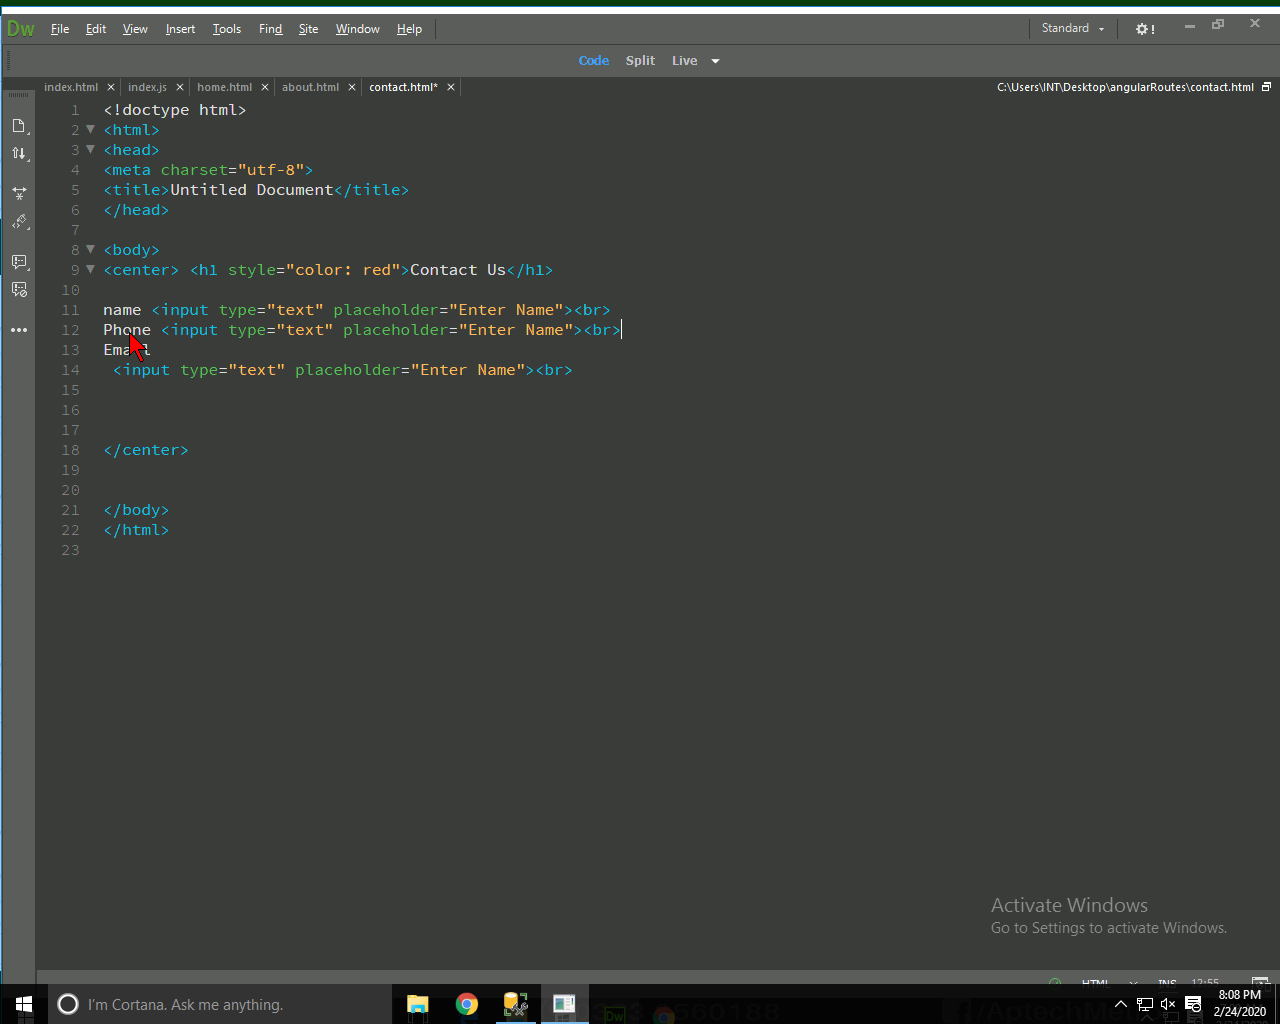 Dw File Edit View Insert Tools Find Site Window Help Standard
Code Split Live
index.html index.js home.html about.html contact.html* C:\Users\INT\Desktop\angularRoutes\contact.html
1 <!doctype html>
2 <html>
3 <head>
4 <meta charset="utf-8">
5 <title>Untitled Document</title>
6 </head>
7
8 <body>
9 <center> <h1 style="color: red">Contact Us</h1>
10
11 name <input type="text" placeholder="Enter Name"><br>
12 Phone <input type="text" placeholder="Enter Name"><br>
13 Email
14 <input type="text" placeholder="Enter Name"><br>
15
16
17
18 </center>
19
20
21 </body>
22 </html>
23
Activate Windows
Go to Settings to activate Windows.
HTML INS 12:55
I'm Cortana. Ask me anything.
8:08 PM
2/24/2020